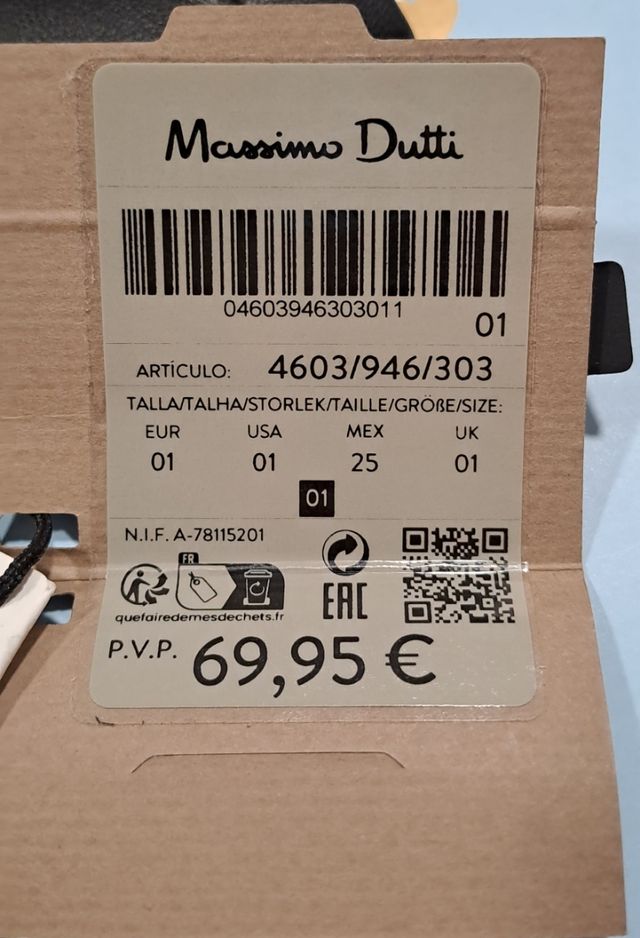 Massimo Dutti
04603946303011
01
ARTÍCULO: 4603/946/303
TALLA/TALHA/STORLEK/TAILLE/GRÖßE/SIZE:
EUR USA MEX UK
01 01 25 01
01
N.I.F. A-78115201
FR
quefairedemesdechets.fr
EAC
P.V.P. 69,95 €